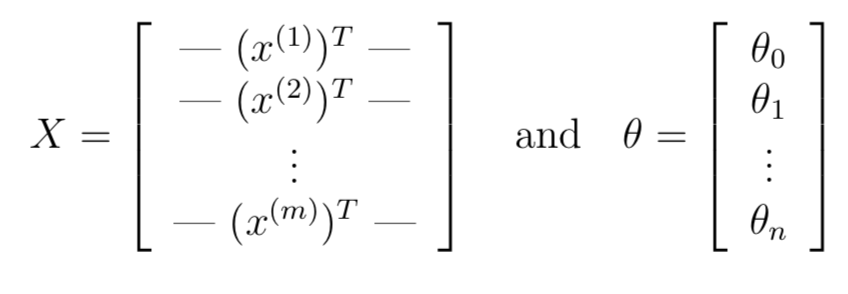 X = [ — (x^{(1)})^T — ; — (x^{(2)})^T — ; ⋮ ; — (x^{(m)})^T — ] and θ = [ θ_0 ; θ_1 ; ⋮ ; θ_n ]